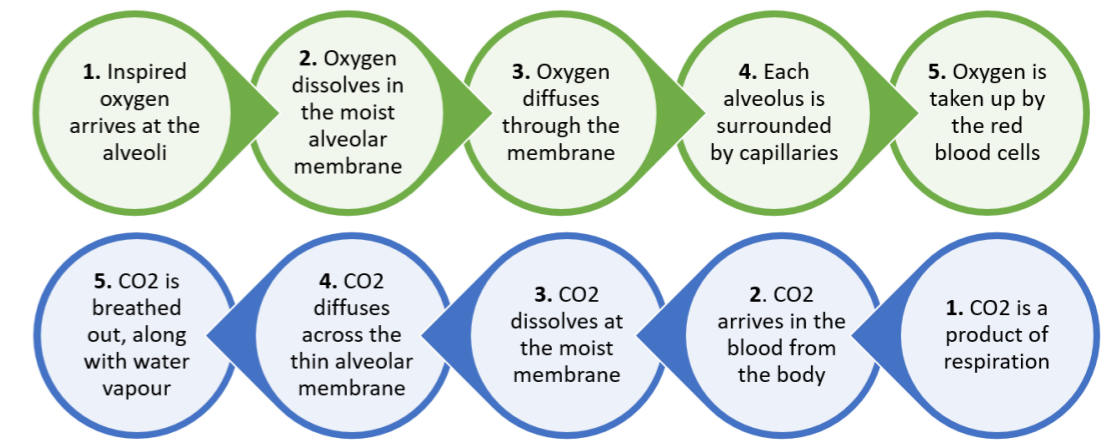 1. Inspired
oxygen
arrives at the
alveoli
2. Oxygen
dissolves in
the moist
alveolar
membrane
3. Oxygen
diffuses
through the
membrane
4. Each
alveolus is
surrounded
by capillaries
5. Oxygen is
taken up by
the red
blood cells
5. CO2 is
breathed
out, along
with water
vapour
4. CO2
diffuses
across the
thin alveolar
membrane
3. CO2
dissolves at
the moist
membrane
2. CO2
arrives in the
blood from
the body
1. CO2 is a
product of
respiration